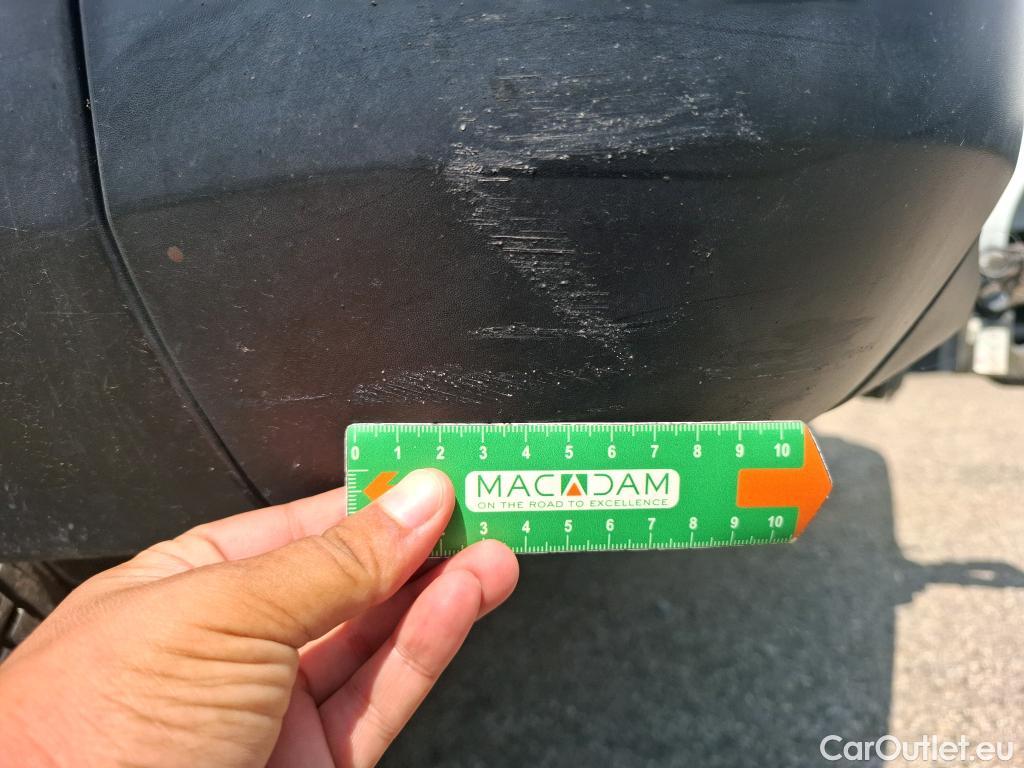 0 1 2 3 4 5 6 7 8 9 10
MACADAM
ON THE ROAD TO EXCELLENCE
3 4 5 6 7 8 9 10
CarOutlet.eu